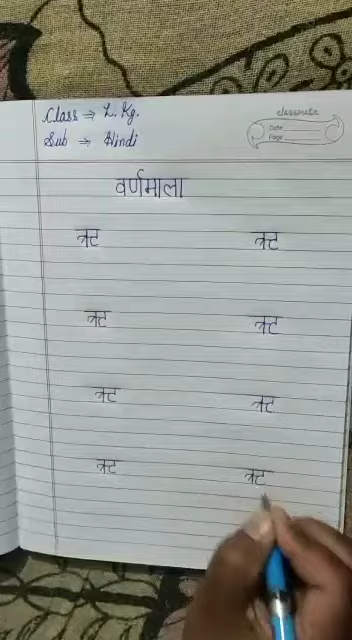 Class ⇒ L. Kg.
classmate
Date
Sub ⇒ Hindi
Page
वर्णमाला
ऋ ऋ
ऋ ऋ
ऋ ऋ
ऋ ऋ